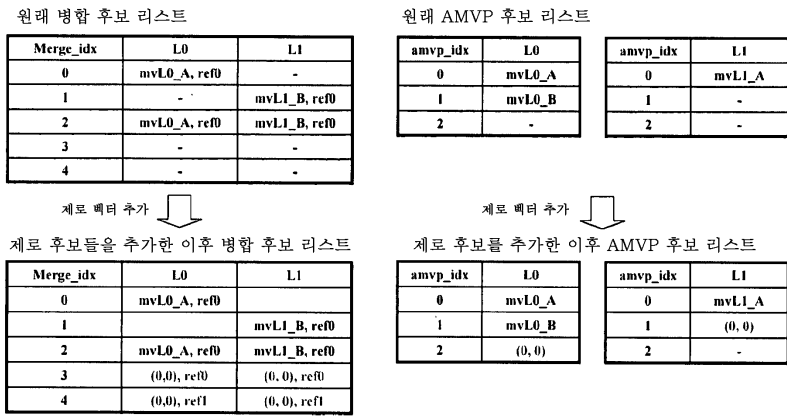 원래 병합 후보 리스트
Merge_idx L0 L1
0 mvL0_A, ref0 -
1 - mvL1_B, ref0
2 mvL0_A, ref0 mvL1_B, ref0
3 - -
4 - -
원래 AMVP 후보 리스트
amvp_idx L0
0 mvL0_A
1 mvL0_B
2 -
amvp_idx L1
0 mvL1_A
1 -
2 -
제로 벡터 추가
제로 벡터 추가
제로 후보들을 추가한 이후 병합 후보 리스트
Merge_idx L0 L1
0 mvL0_A, ref0
1 mvL1_B, ref0
2 mvL0_A, ref0 mvL1_B, ref0
3 (0,0), ref0 (0, 0), ref0
4 (0,0), ref1 (0, 0), ref1
제로 후보를 추가한 이후 AMVP 후보 리스트
amvp_idx L0
0 mvL0_A
1 mvL0_B
2 (0, 0)
amvp_idx L1
0 mvL1_A
1 (0, 0)
2 -